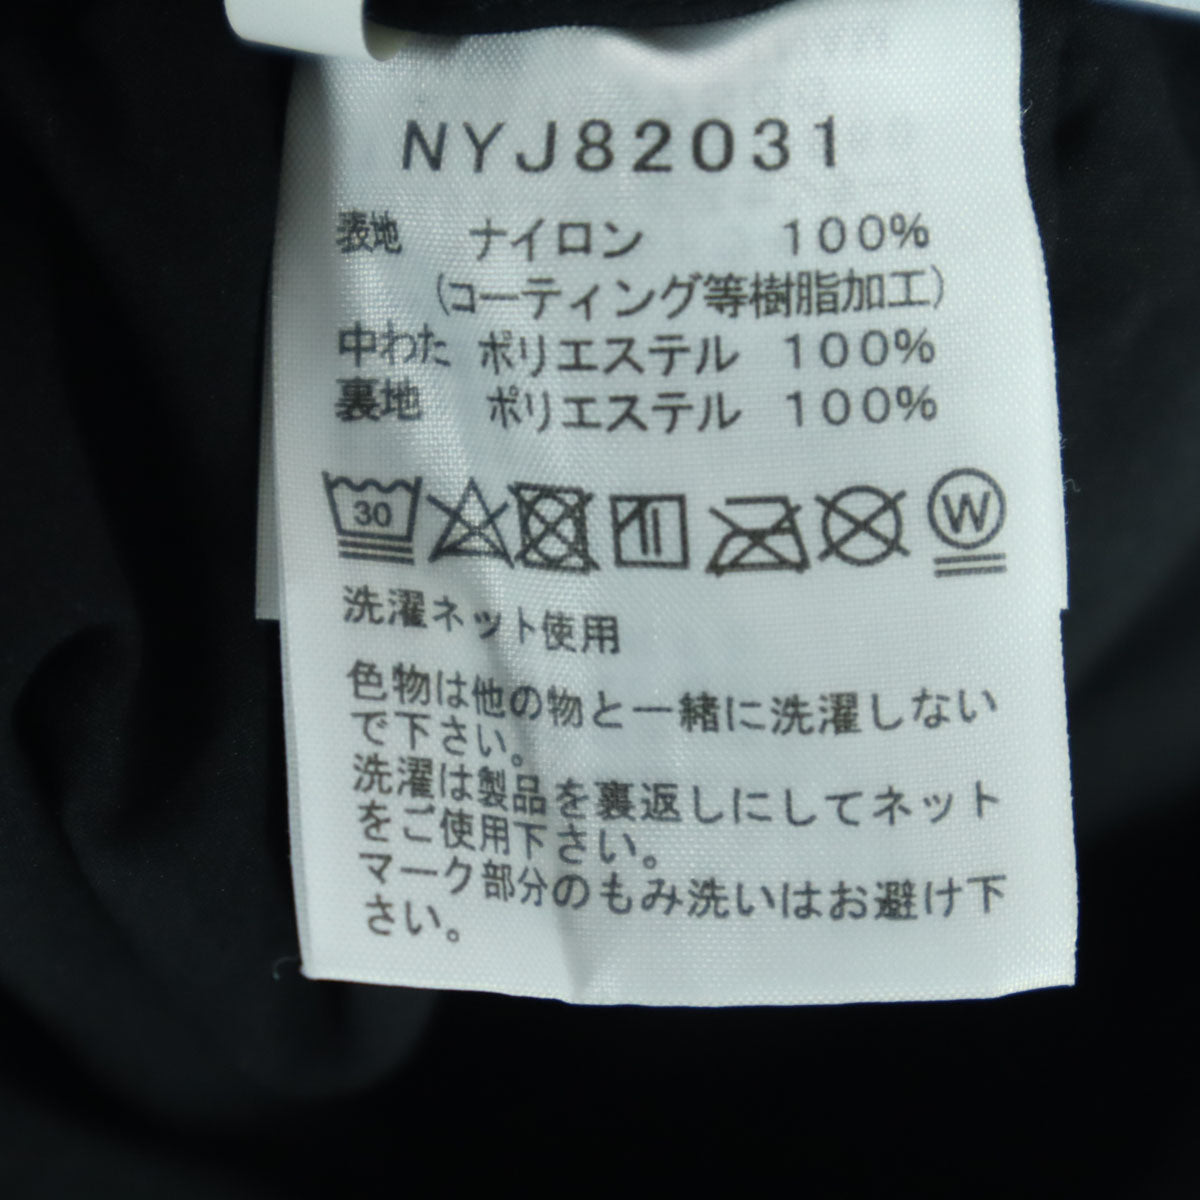 NYJ82031
表地 ナイロン 100%
(コーティング等樹脂加工)
中わた ポリエステル 100%
裏地 ポリエステル 100%
30 W
洗濯ネット使用
色物は他の物と一緒に洗濯しない
で下さい。
洗濯は製品を裏返しにしてネット
をご使用下さい。
マーク部分のもみ洗いはお避け下
さい。